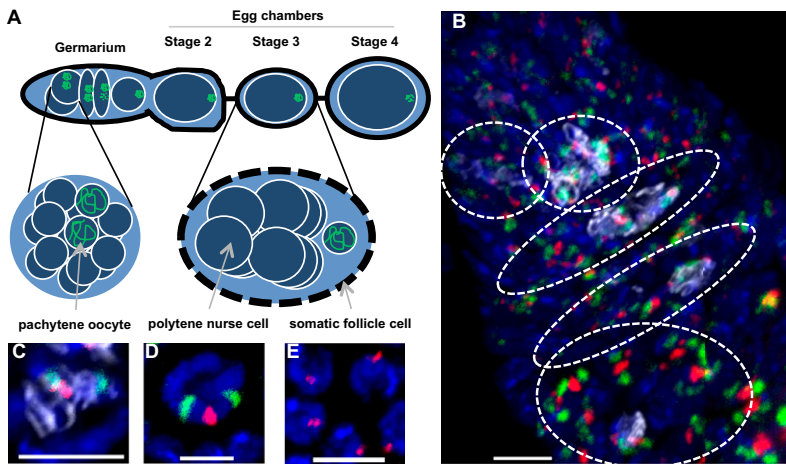 A
Egg chambers
Germarium
Stage 2
Stage 3
Stage 4
pachytene oocyte
polytene nurse cell
somatic follicle cell
B
C
D
E